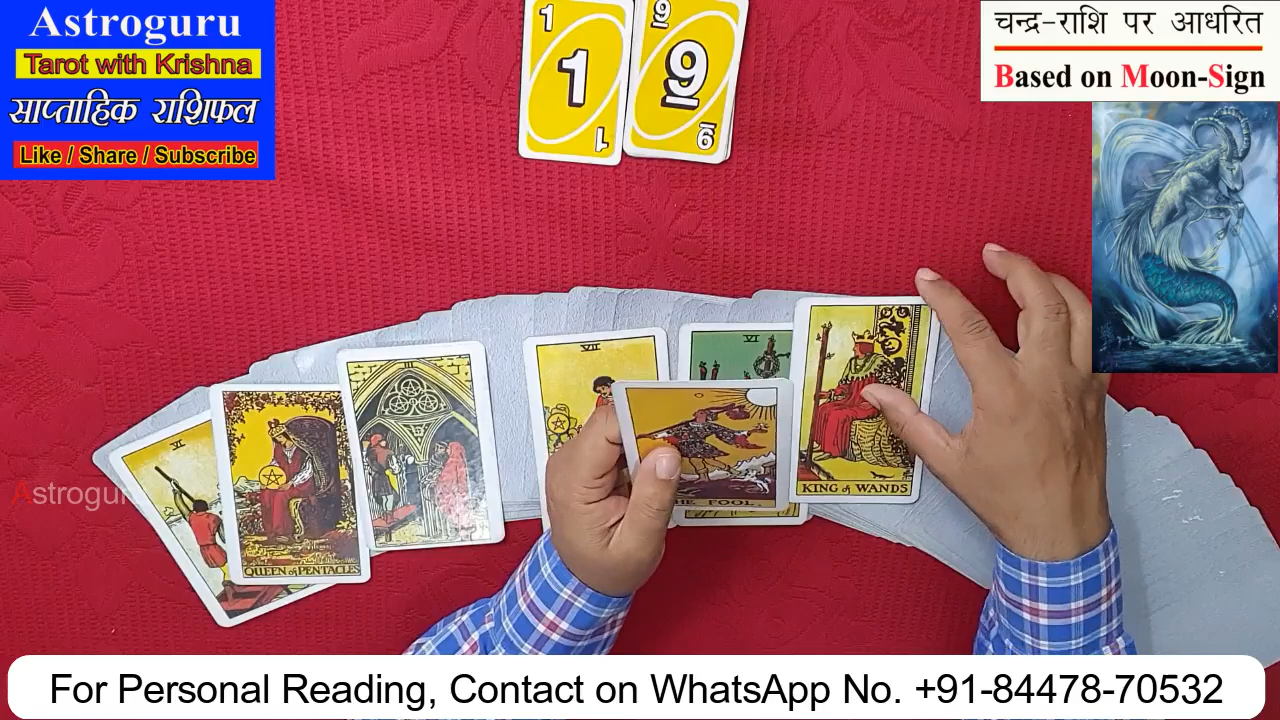 Astroguru
Tarot with Krishna
साप्ताहिक राशिफल
Like / Share / Subscribe
चन्द्र-राशि पर आधरित
Based on Moon-Sign
1
1
1
9
9
9
VII
VI
VI
THE FOOL.
KING of WANDS
QUEEN of PENTACLES
Astrogur
For Personal Reading, Contact on WhatsApp No. +91-84478-70532